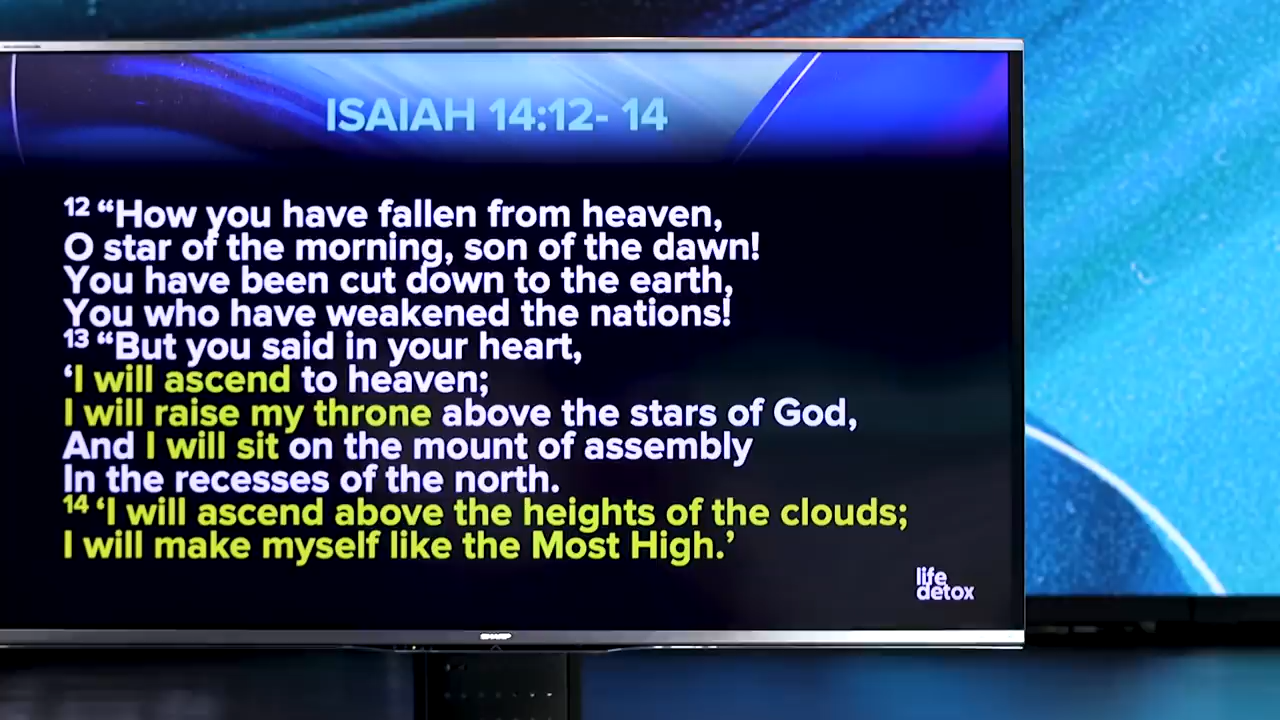 ISAIAH 14:12- 14
12 “How you have fallen from heaven,
O star of the morning, son of the dawn!
You have been cut down to the earth,
You who have weakened the nations!
13 “But you said in your heart,
‘I will ascend to heaven;
I will raise my throne above the stars of God,
And I will sit on the mount of assembly
In the recesses of the north.
14 ‘I will ascend above the heights of the clouds;
I will make myself like the Most High.’
life
detox
SHARP